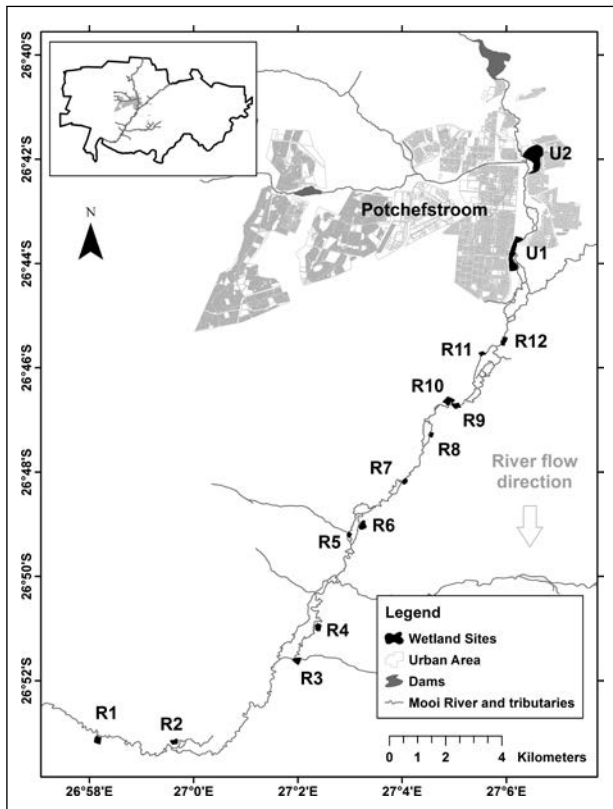 26°40'S
26°42'S
26°44'S
26°46'S
26°48'S
26°50'S
26°52'S
N
U2
Potchefstroom
U1
R12
R11
R10
R9
R8
R7
River flow
direction
R6
R5
R4
R3
R1
R2
Legend
Wetland Sites
Urban Area
Dams
Mooi River and tributaries
0 2 4 Kilometers
26°58'E
27°0'E
27°2'E
27°4'E
27°6'E